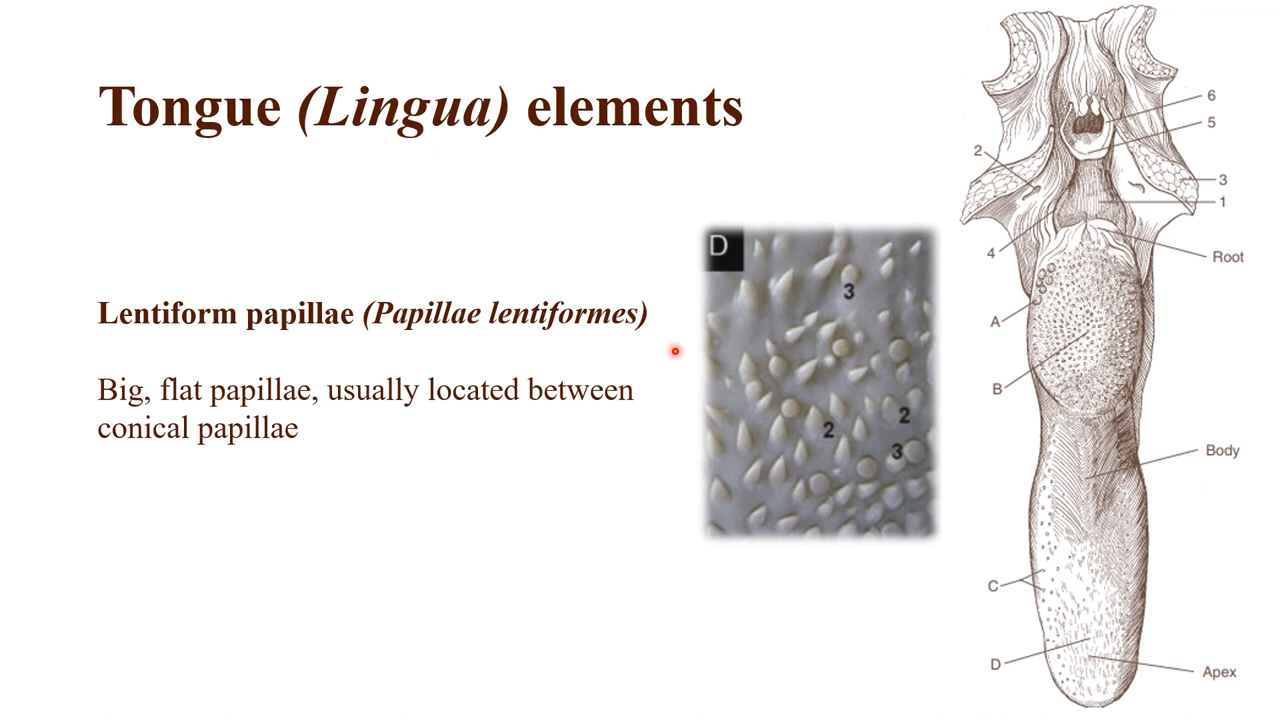 Tongue (Lingua) elements
Lentiform papillae (Papillae lentiformes)
Big, flat papillae, usually located between
conical papillae
D
3
2
2
3
6
5
2
3
1
4
Root
A
B
Body
C
D
Apex